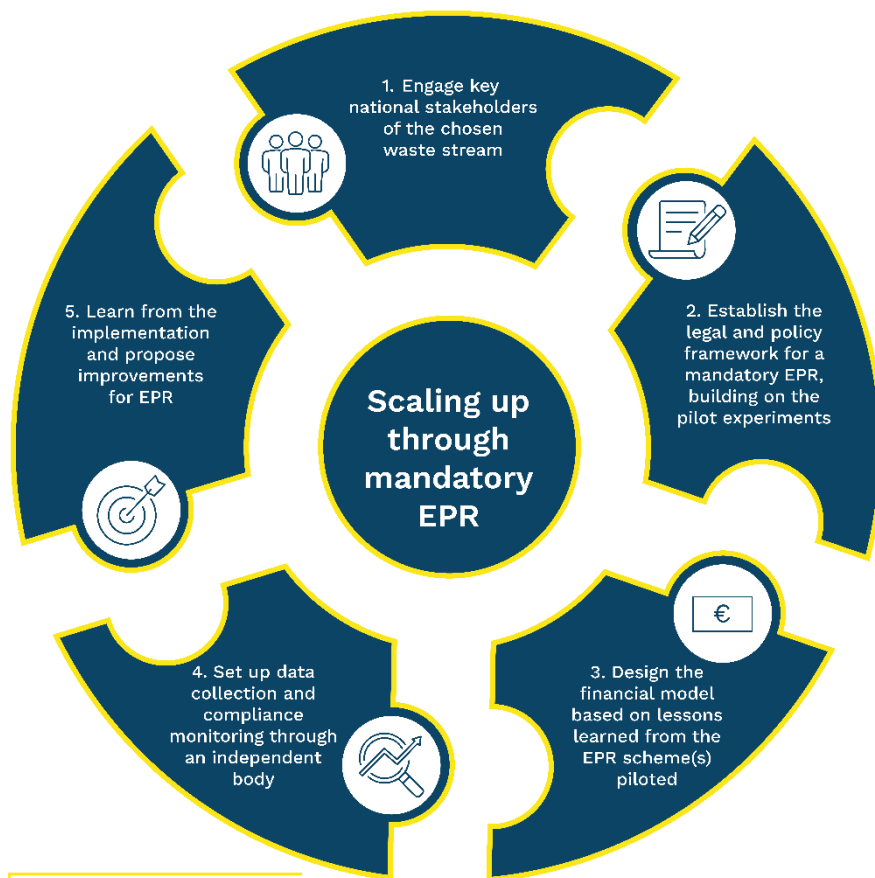 1. Engage key
national stakeholders
of the chosen
waste stream
2. Establish the
legal and policy
framework for a
mandatory EPR,
building on the
pilot experiments
3. Design the
financial model
based on lessons
learned from the
EPR scheme(s)
piloted
€
4. Set up data
collection and
compliance
monitoring through
an independent
body
5. Learn from the
implementation
and propose
improvements
for EPR
Scaling up
through
mandatory
EPR